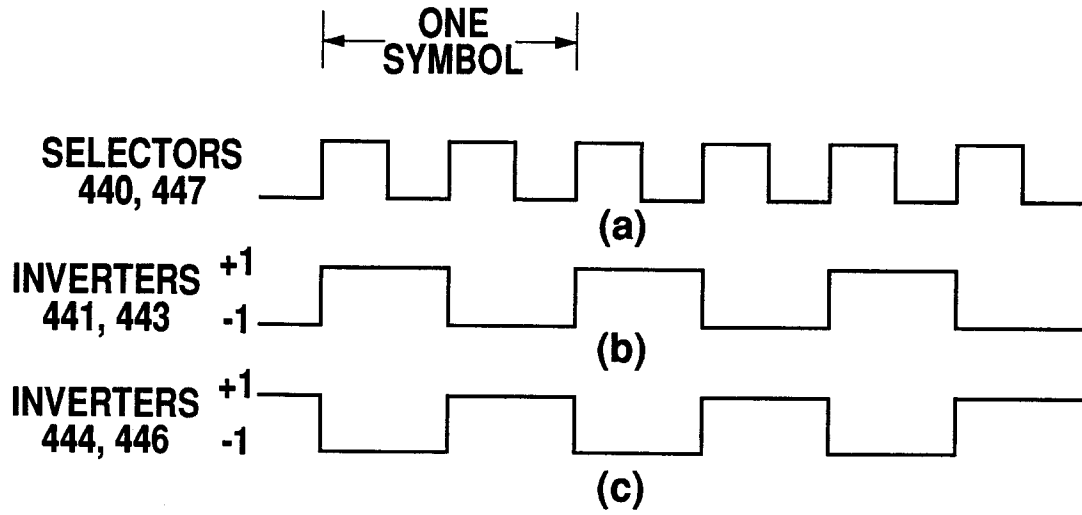 ONE
SYMBOL
SELECTORS
440, 447
(a)
INVERTERS
441, 443
+1
-1
(b)
INVERTERS
444, 446
+1
-1
(c)